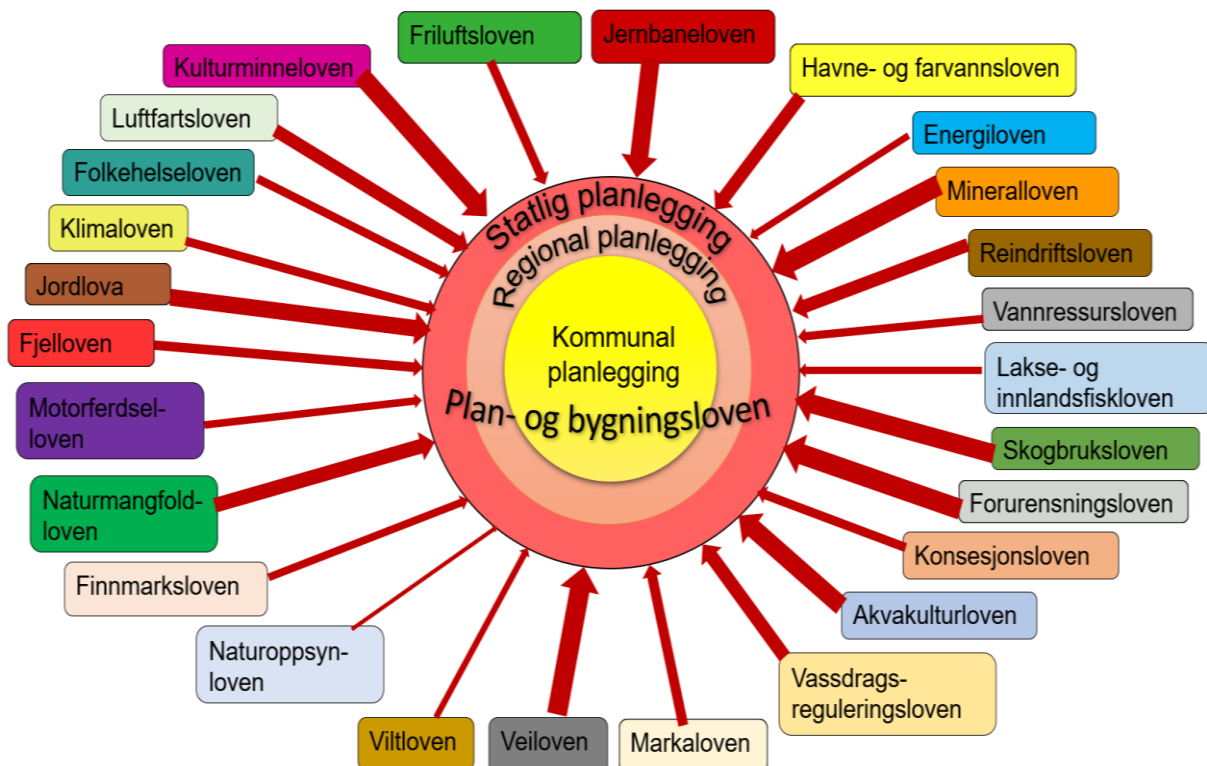 Friluftsloven
Jernbaneloven
Kulturminneloven
Havne- og farvannsloven
Luftfartsloven
Energiloven
Folkehelseloven
Mineralloven
Klimaloven
Reindriftsloven
Jordlova
Vannressursloven
Fjelloven
Lakse- og
innlandsfiskloven
Motorferdsel-
loven
Skogbruksloven
Naturmangfold-
loven
Forurensningsloven
Konsesjonsloven
Finnmarksloven
Akvakulturloven
Naturoppsyn-
loven
Vassdrags-
reguleringsloven
Viltloven
Veiloven
Markaloven
Statlig planlegging
Regional planlegging
Kommunal
planlegging
Plan- og bygningsloven